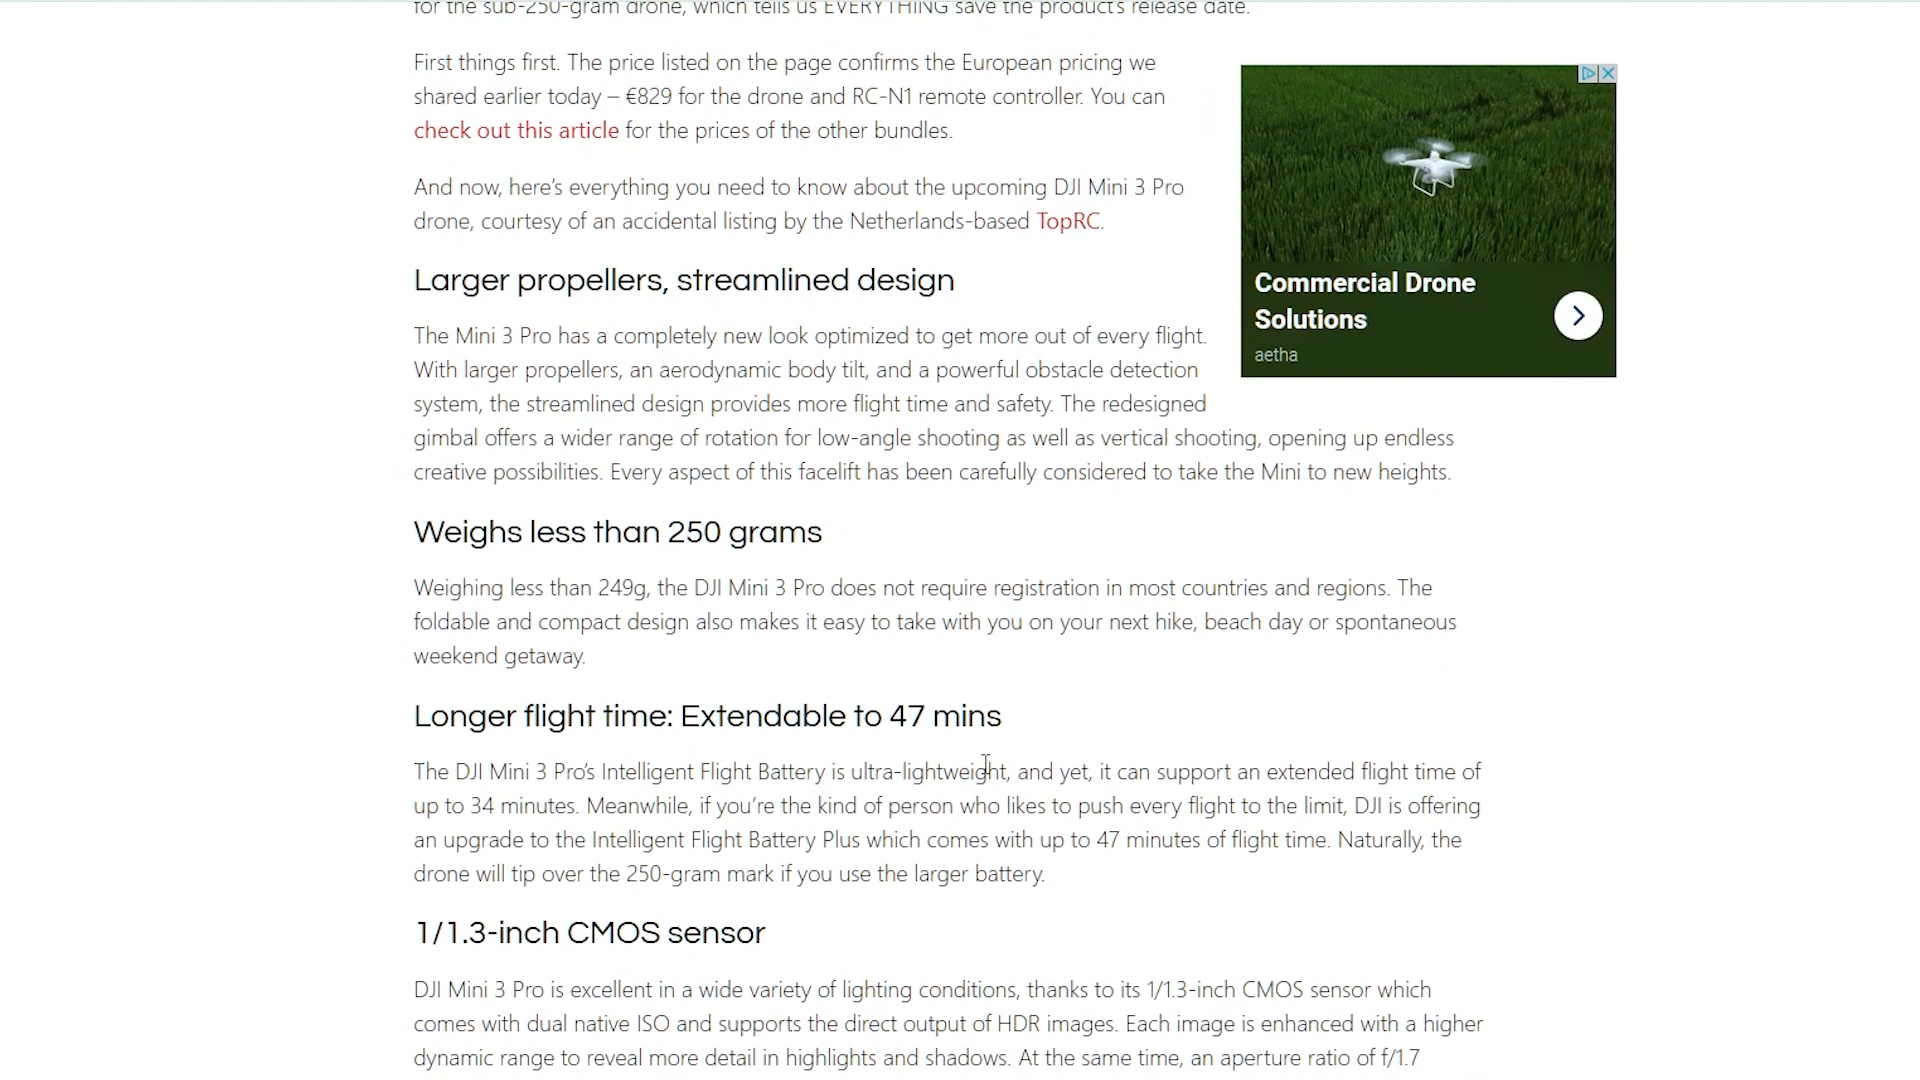 for the sub-250-gram drone, which tells us EVERYTHING save the product's release date.
First things first. The price listed on the page confirms the European pricing we
shared earlier today – €829 for the drone and RC-N1 remote controller. You can
check out this article for the prices of the other bundles.
And now, here's everything you need to know about the upcoming DJI Mini 3 Pro
drone, courtesy of an accidental listing by the Netherlands-based TopRC.
Commercial Drone
Solutions
aetha
Larger propellers, streamlined design
The Mini 3 Pro has a completely new look optimized to get more out of every flight.
With larger propellers, an aerodynamic body tilt, and a powerful obstacle detection
system, the streamlined design provides more flight time and safety. The redesigned
gimbal offers a wider range of rotation for low-angle shooting as well as vertical shooting, opening up endless
creative possibilities. Every aspect of this facelift has been carefully considered to take the Mini to new heights.
Weighs less than 250 grams
Weighing less than 249g, the DJI Mini 3 Pro does not require registration in most countries and regions. The
foldable and compact design also makes it easy to take with you on your next hike, beach day or spontaneous
weekend getaway.
Longer flight time: Extendable to 47 mins
The DJI Mini 3 Pro's Intelligent Flight Battery is ultra-lightweight, and yet, it can support an extended flight time of
up to 34 minutes. Meanwhile, if you're the kind of person who likes to push every flight to the limit, DJI is offering
an upgrade to the Intelligent Flight Battery Plus which comes with up to 47 minutes of flight time. Naturally, the
drone will tip over the 250-gram mark if you use the larger battery.
1/1.3-inch CMOS sensor
DJI Mini 3 Pro is excellent in a wide variety of lighting conditions, thanks to its 1/1.3-inch CMOS sensor which
comes with dual native ISO and supports the direct output of HDR images. Each image is enhanced with a higher
dynamic range to reveal more detail in highlights and shadows. At the same time, an aperture ratio of f/1.7